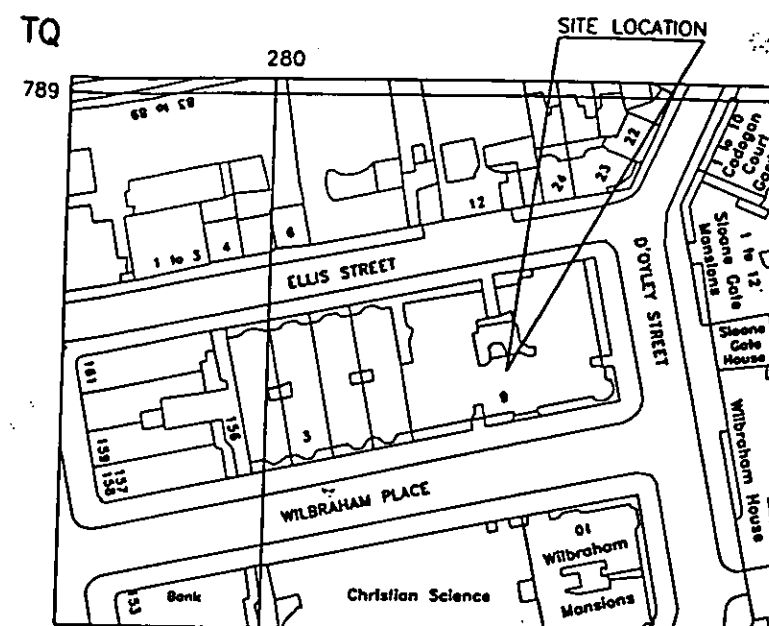 TQ
SITE LOCATION
280
789
83 to 89
22
23
24
12
1 to 3
4
6
ELLIS STREET
D'OYLEY STREET
1 to 10
Cadogan
Court
Sloane Gate
Mansions
1 to 12
Sloane
Gate
House
161
159
158
157
156
3
9
WILBRAHAM PLACE
Wilbraham House
10
Wilbraham
Mansions
153
Bank
Christian Science